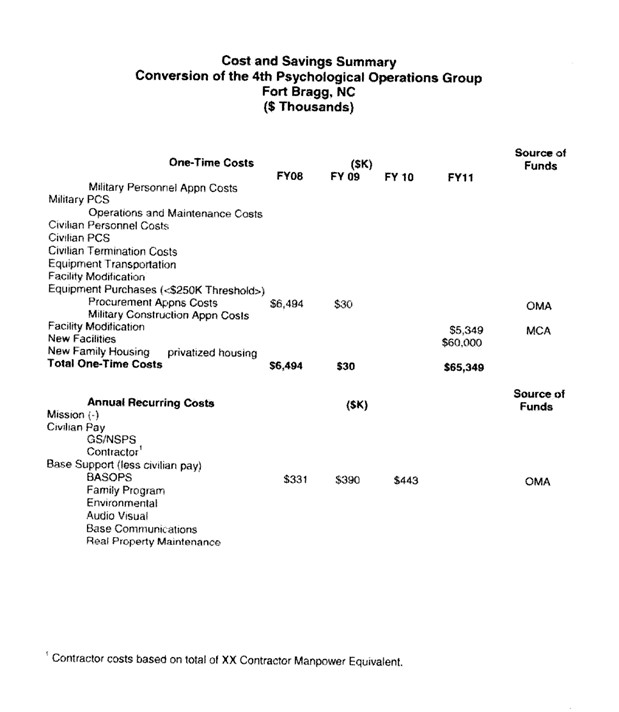 Cost and Savings Summary
Conversion of the 4th Psychological Operations Group
Fort Bragg, NC
($ Thousands)
One-Time Costs ($K) Source of Funds
FY08 FY 09 FY 10 FY11
Military Personnel Appn Costs
Military PCS
Operations and Maintenance Costs
Civilian Personnel Costs
Civilian PCS
Civilian Termination Costs
Equipment Transportation
Facility Modification
Equipment Purchases (<$250K Threshold>)
Procurement Appns Costs $6,494 $30 OMA
Military Construction Appn Costs
Facility Modification $5,349 MCA
New Facilities $60,000
New Family Housing privatized housing
Total One-Time Costs $6,494 $30 $65,349
Annual Recurring Costs ($K) Source of Funds
Mission (-)
Civilian Pay
GS/NSPS
Contractor¹
Base Support (less civilian pay)
BASOPS $331 $390 $443 OMA
Family Program
Environmental
Audio Visual
Base Communications
Real Property Maintenance
¹ Contractor costs based on total of XX Contractor Manpower Equivalent.